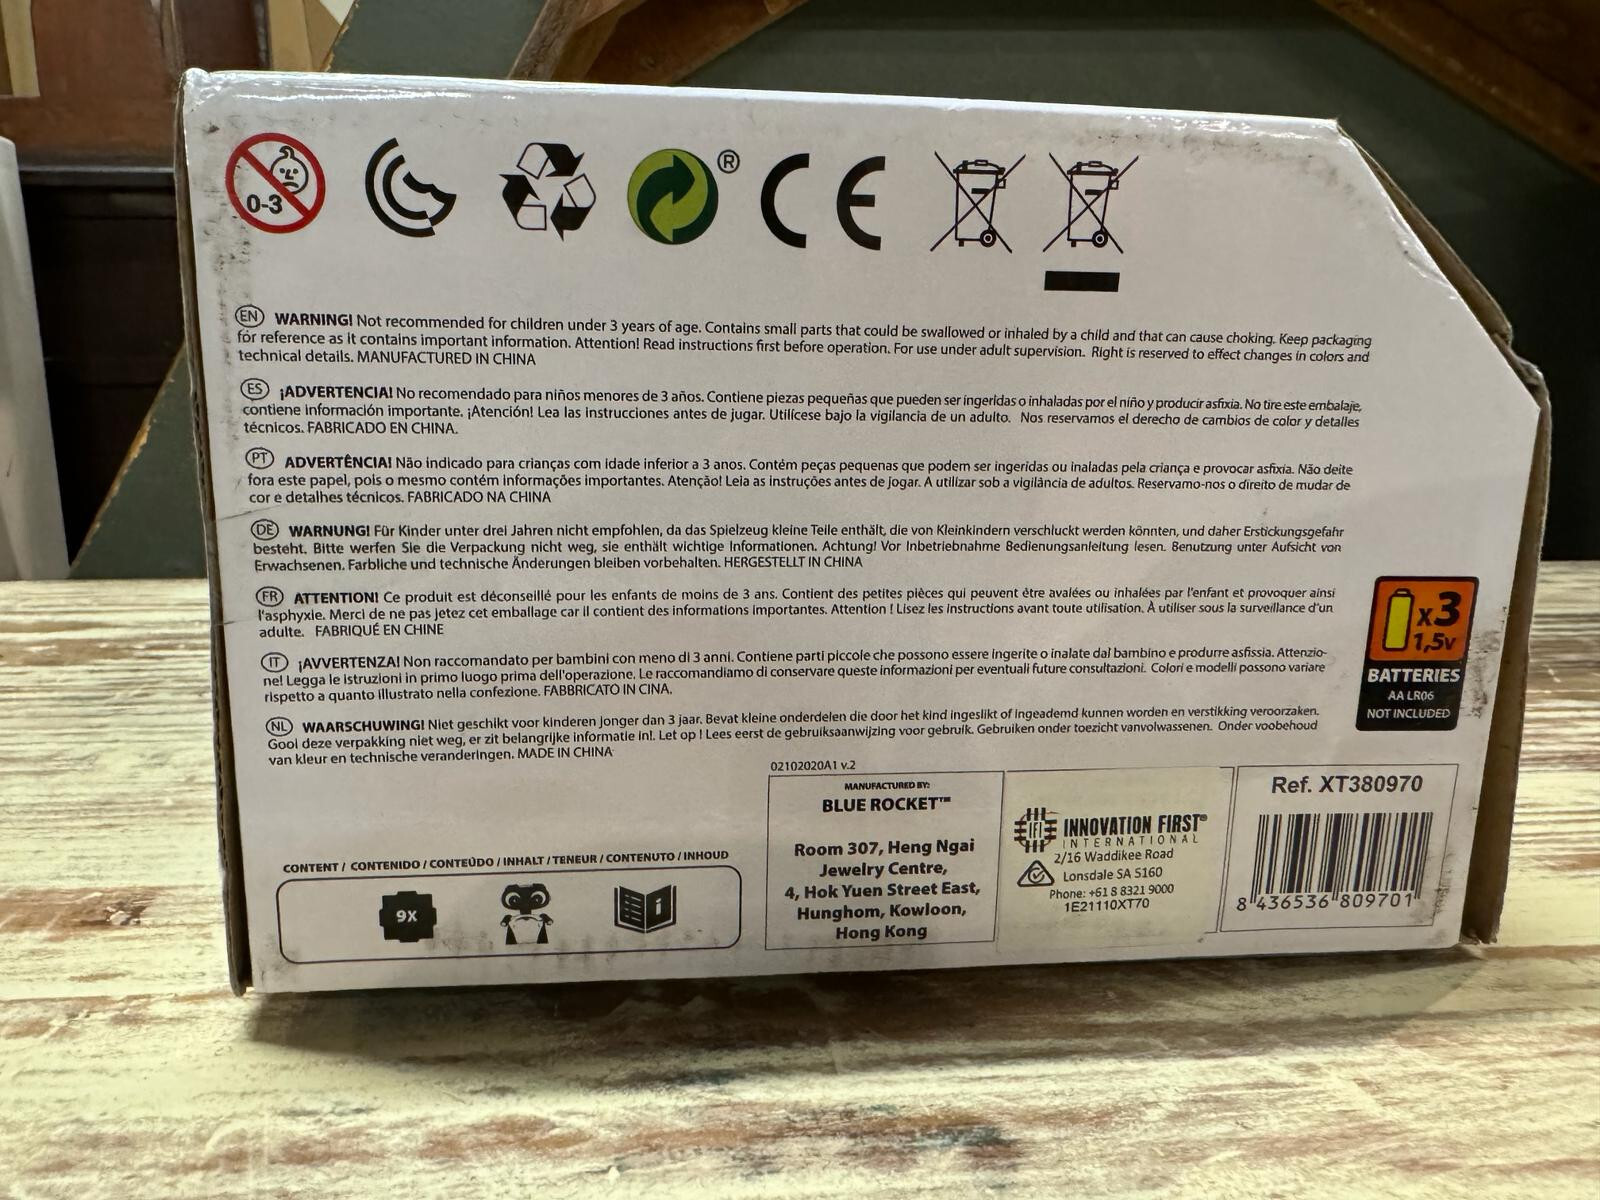 0-3
®
CE
EN WARNING! Not recommended for children under 3 years of age. Contains small parts that could be swallowed or inhaled by a child and that can cause choking. Keep packaging
for reference as it contains important information. Attention! Read instructions first before operation. For use under adult supervision. Right is reserved to effect changes in colors and
technical details. MANUFACTURED IN CHINA
ES ¡ADVERTENCIA! No recomendado para niños menores de 3 años. Contiene piezas pequeñas que pueden ser ingeridas o inhaladas por el niño y producir asfixia. No tire este embalaje,
contiene información importante. ¡Atención! Lea las instrucciones antes de jugar. Utilícese bajo la vigilancia de un adulto. Nos reservamos el derecho de cambios de color y detalles
técnicos. FABRICADO EN CHINA.
PT ADVERTÊNCIA! Não indicado para crianças com idade inferior a 3 anos. Contém peças pequenas que podem ser ingeridas ou inaladas pela criança e provocar asfixia. Não deite
fora este papel, pois o mesmo contém informações importantes. Atenção! Leia as instruções antes de jogar. A utilizar sob a vigilância de adultos. Reservamo-nos o direito de mudar de
cor e detalhes técnicos. FABRICADO NA CHINA
DE WARNUNG! Für Kinder unter drei Jahren nicht empfohlen, da das Spielzeug kleine Teile enthält, die von Kleinkindern verschluckt werden könnten, und daher Erstickungsgefahr
besteht. Bitte werfen Sie die Verpackung nicht weg, sie enthält wichtige Informationen. Achtung! Vor Inbetriebnahme Bedienungsanleitung lesen. Benutzung unter Aufsicht von
Erwachsenen. Farbliche und technische Änderungen bleiben vorbehalten. HERGESTELLT IN CHINA
FR ATTENTION! Ce produit est déconseillé pour les enfants de moins de 3 ans. Contient des petites pièces qui peuvent être avalées ou inhalées par l'enfant et provoquer ainsi
l'asphyxie. Merci de ne pas jetez cet emballage car il contient des informations importantes. Attention ! Lisez les instructions avant toute utilisation. À utiliser sous la surveillance d'un
adulte. FABRIQUÉ EN CHINE
IT ¡AVVERTENZA! Non raccomandato per bambini con meno di 3 anni. Contiene parti piccole che possono essere ingerite o inalate dal bambino e produrre asfissia. Attenzio-
ne! Legga le istruzioni in primo luogo prima dell'operazione. Le raccomandiamo di conservare queste informazioni per eventuali future consultazioni. Colori e modelli possono variare
rispetto a quanto illustrato nella confezione. FABBRICATO IN CINA.
NL WAARSCHUWING! Niet geschikt voor kinderen jonger dan 3 jaar. Bevat kleine onderdelen die door het kind ingeslikt of ingeademd kunnen worden en verstikking veroorzaken.
Gooi deze verpakking niet weg, er zit belangrijke informatie in!. Let op ! Lees eerst de gebruiksaanwijzing voor gebruik. Gebruiken onder toezicht vanvolwassenen. Onder voobehoud
van kleur en technische veranderingen. MADE IN CHINA
x3
1,5v
BATTERIES
AA LR06
NOT INCLUDED
CONTENT / CONTENIDO / CONTEÚDO / INHALT / TENEUR / CONTENUTO / INHOUD
9X
i
02102020A1 v.2
MANUFACTURED BY:
BLUE ROCKET™
Room 307, Heng Ngai
Jewelry Centre,
4, Hok Yuen Street East,
Hunghom, Kowloon,
Hong Kong
IFI INNOVATION FIRST®
INTERNATIONAL
2/16 Waddikee Road
Lonsdale SA 5160
Phone: +61 8 8321 9000
1E21110XT70
Ref. XT380970
8 436536 809701